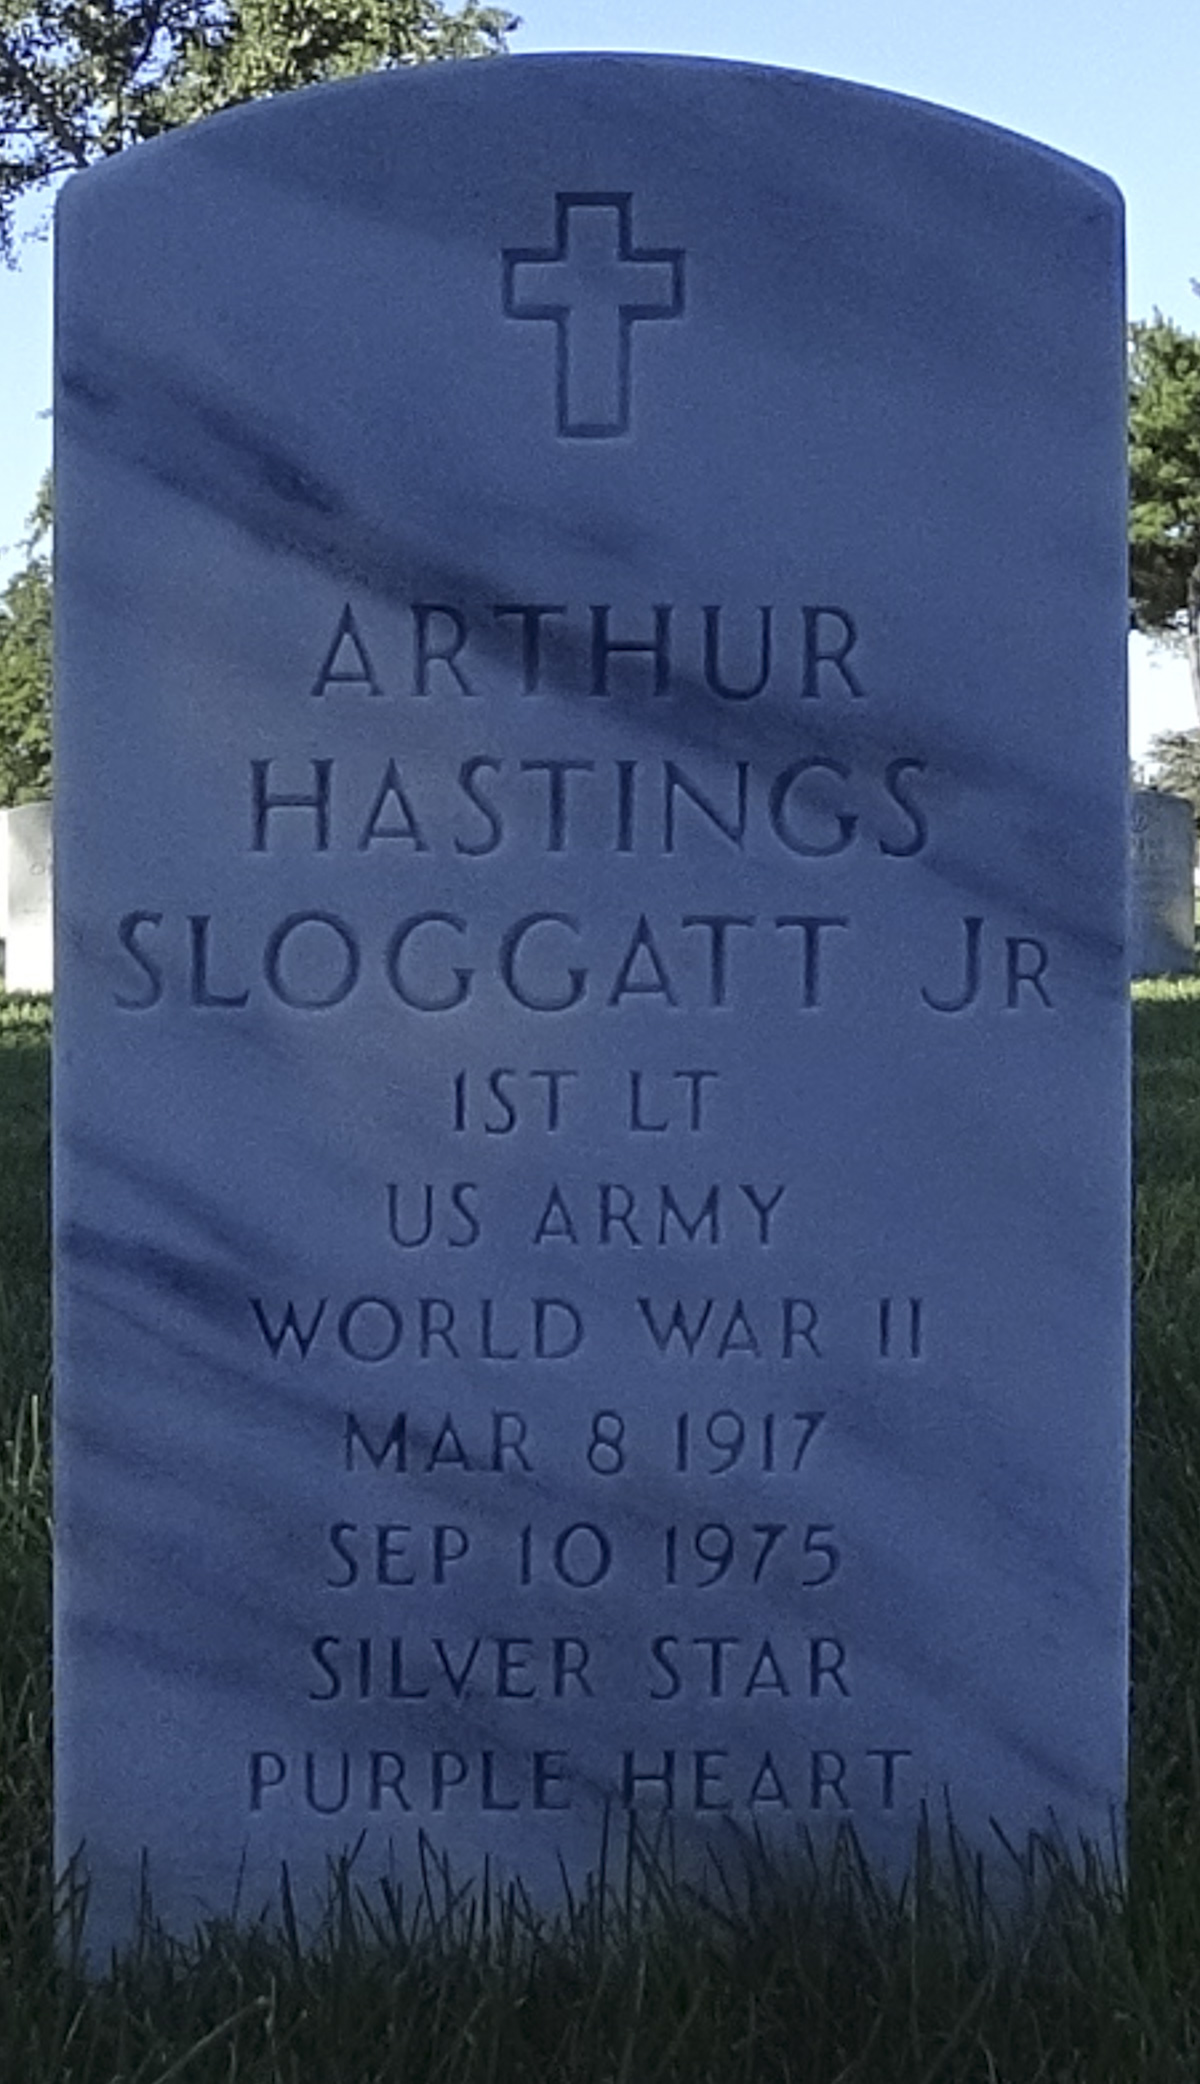 ARTHUR
HASTINGS
SLOGGATT JR
1ST LT
US ARMY
WORLD WAR II
MAR 8 1917
SEP 10 1975
SILVER STAR
PURPLE HEART